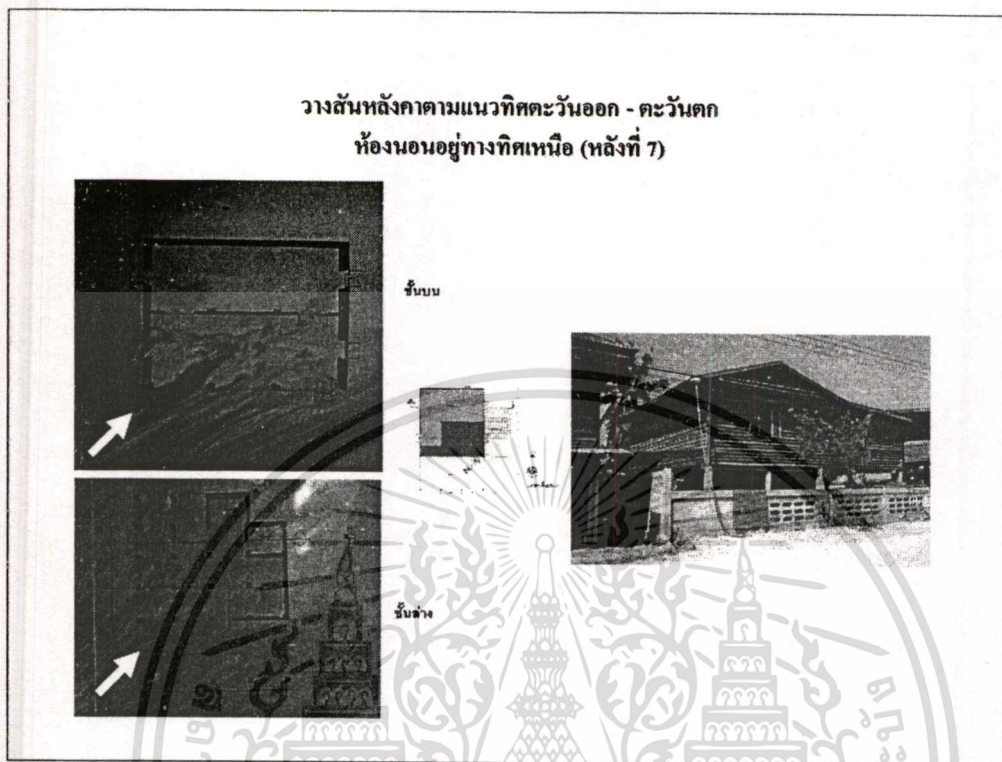 วางสันหลังคาตามแนวทิศตะวันออก - ตะวันตก
ห้องนอนอยู่ทางทิศเหนือ (หลังที่ 7)
ชั้นบน
ชั้นล่าง